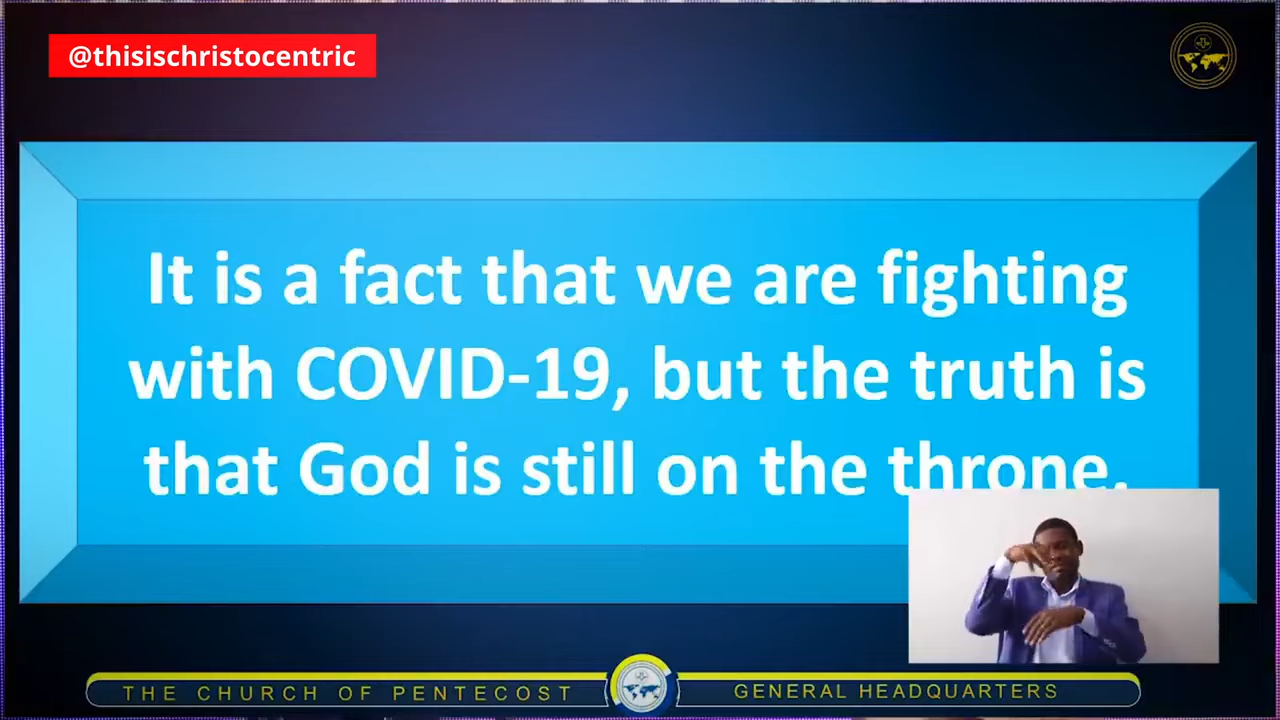 @thisischristocentric
It is a fact that we are fighting
with COVID-19, but the truth is
that God is still on the throne.
THE CHURCH OF PENTECOST
GENERAL HEADQUARTERS